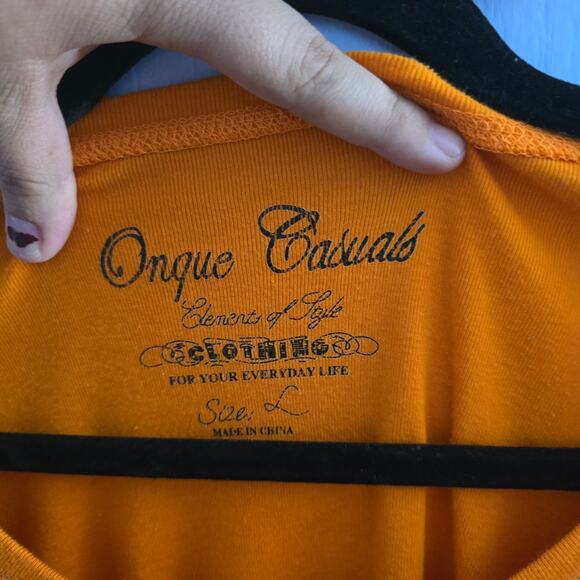 Onque Casuals
Elements of Style
CLOTHING
FOR YOUR EVERYDAY LIFE
Size: L
MADE IN CHINA